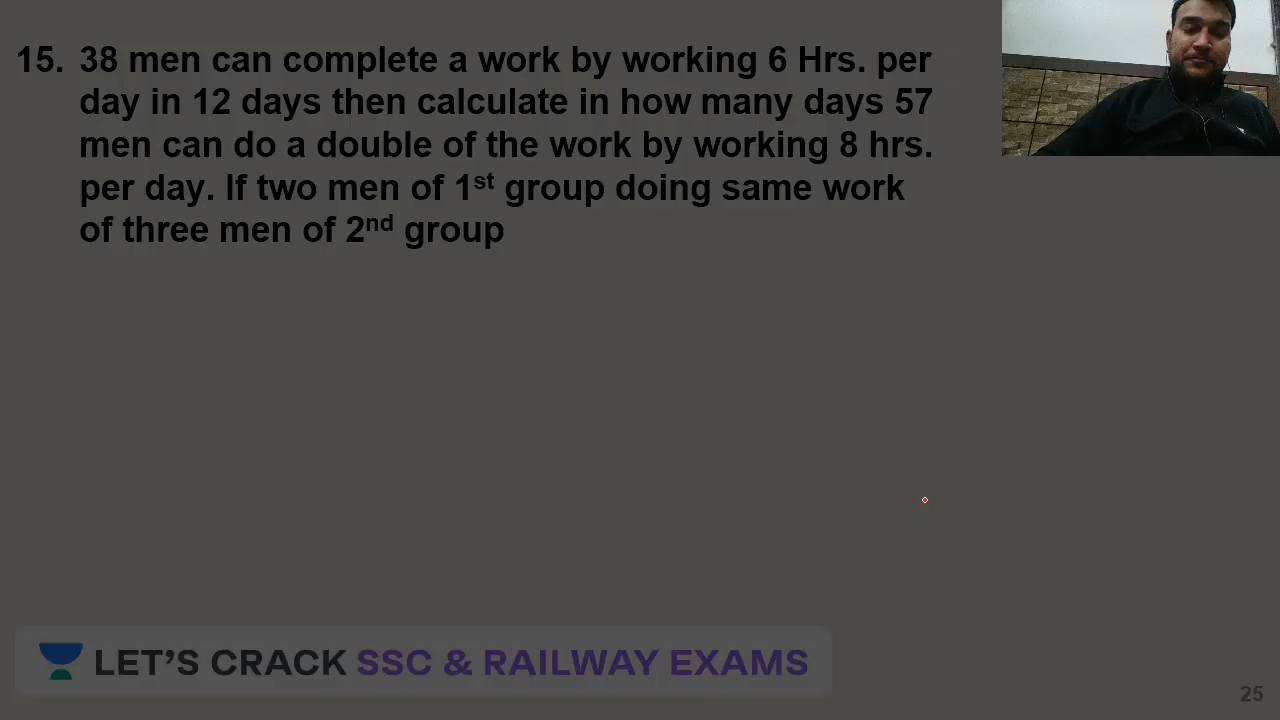 15. 38 men can complete a work by working 6 Hrs. per
day in 12 days then calculate in how many days 57
men can do a double of the work by working 8 hrs.
per day. If two men of 1st group doing same work
of three men of 2nd group
LET'S CRACK SSC & RAILWAY EXAMS
25